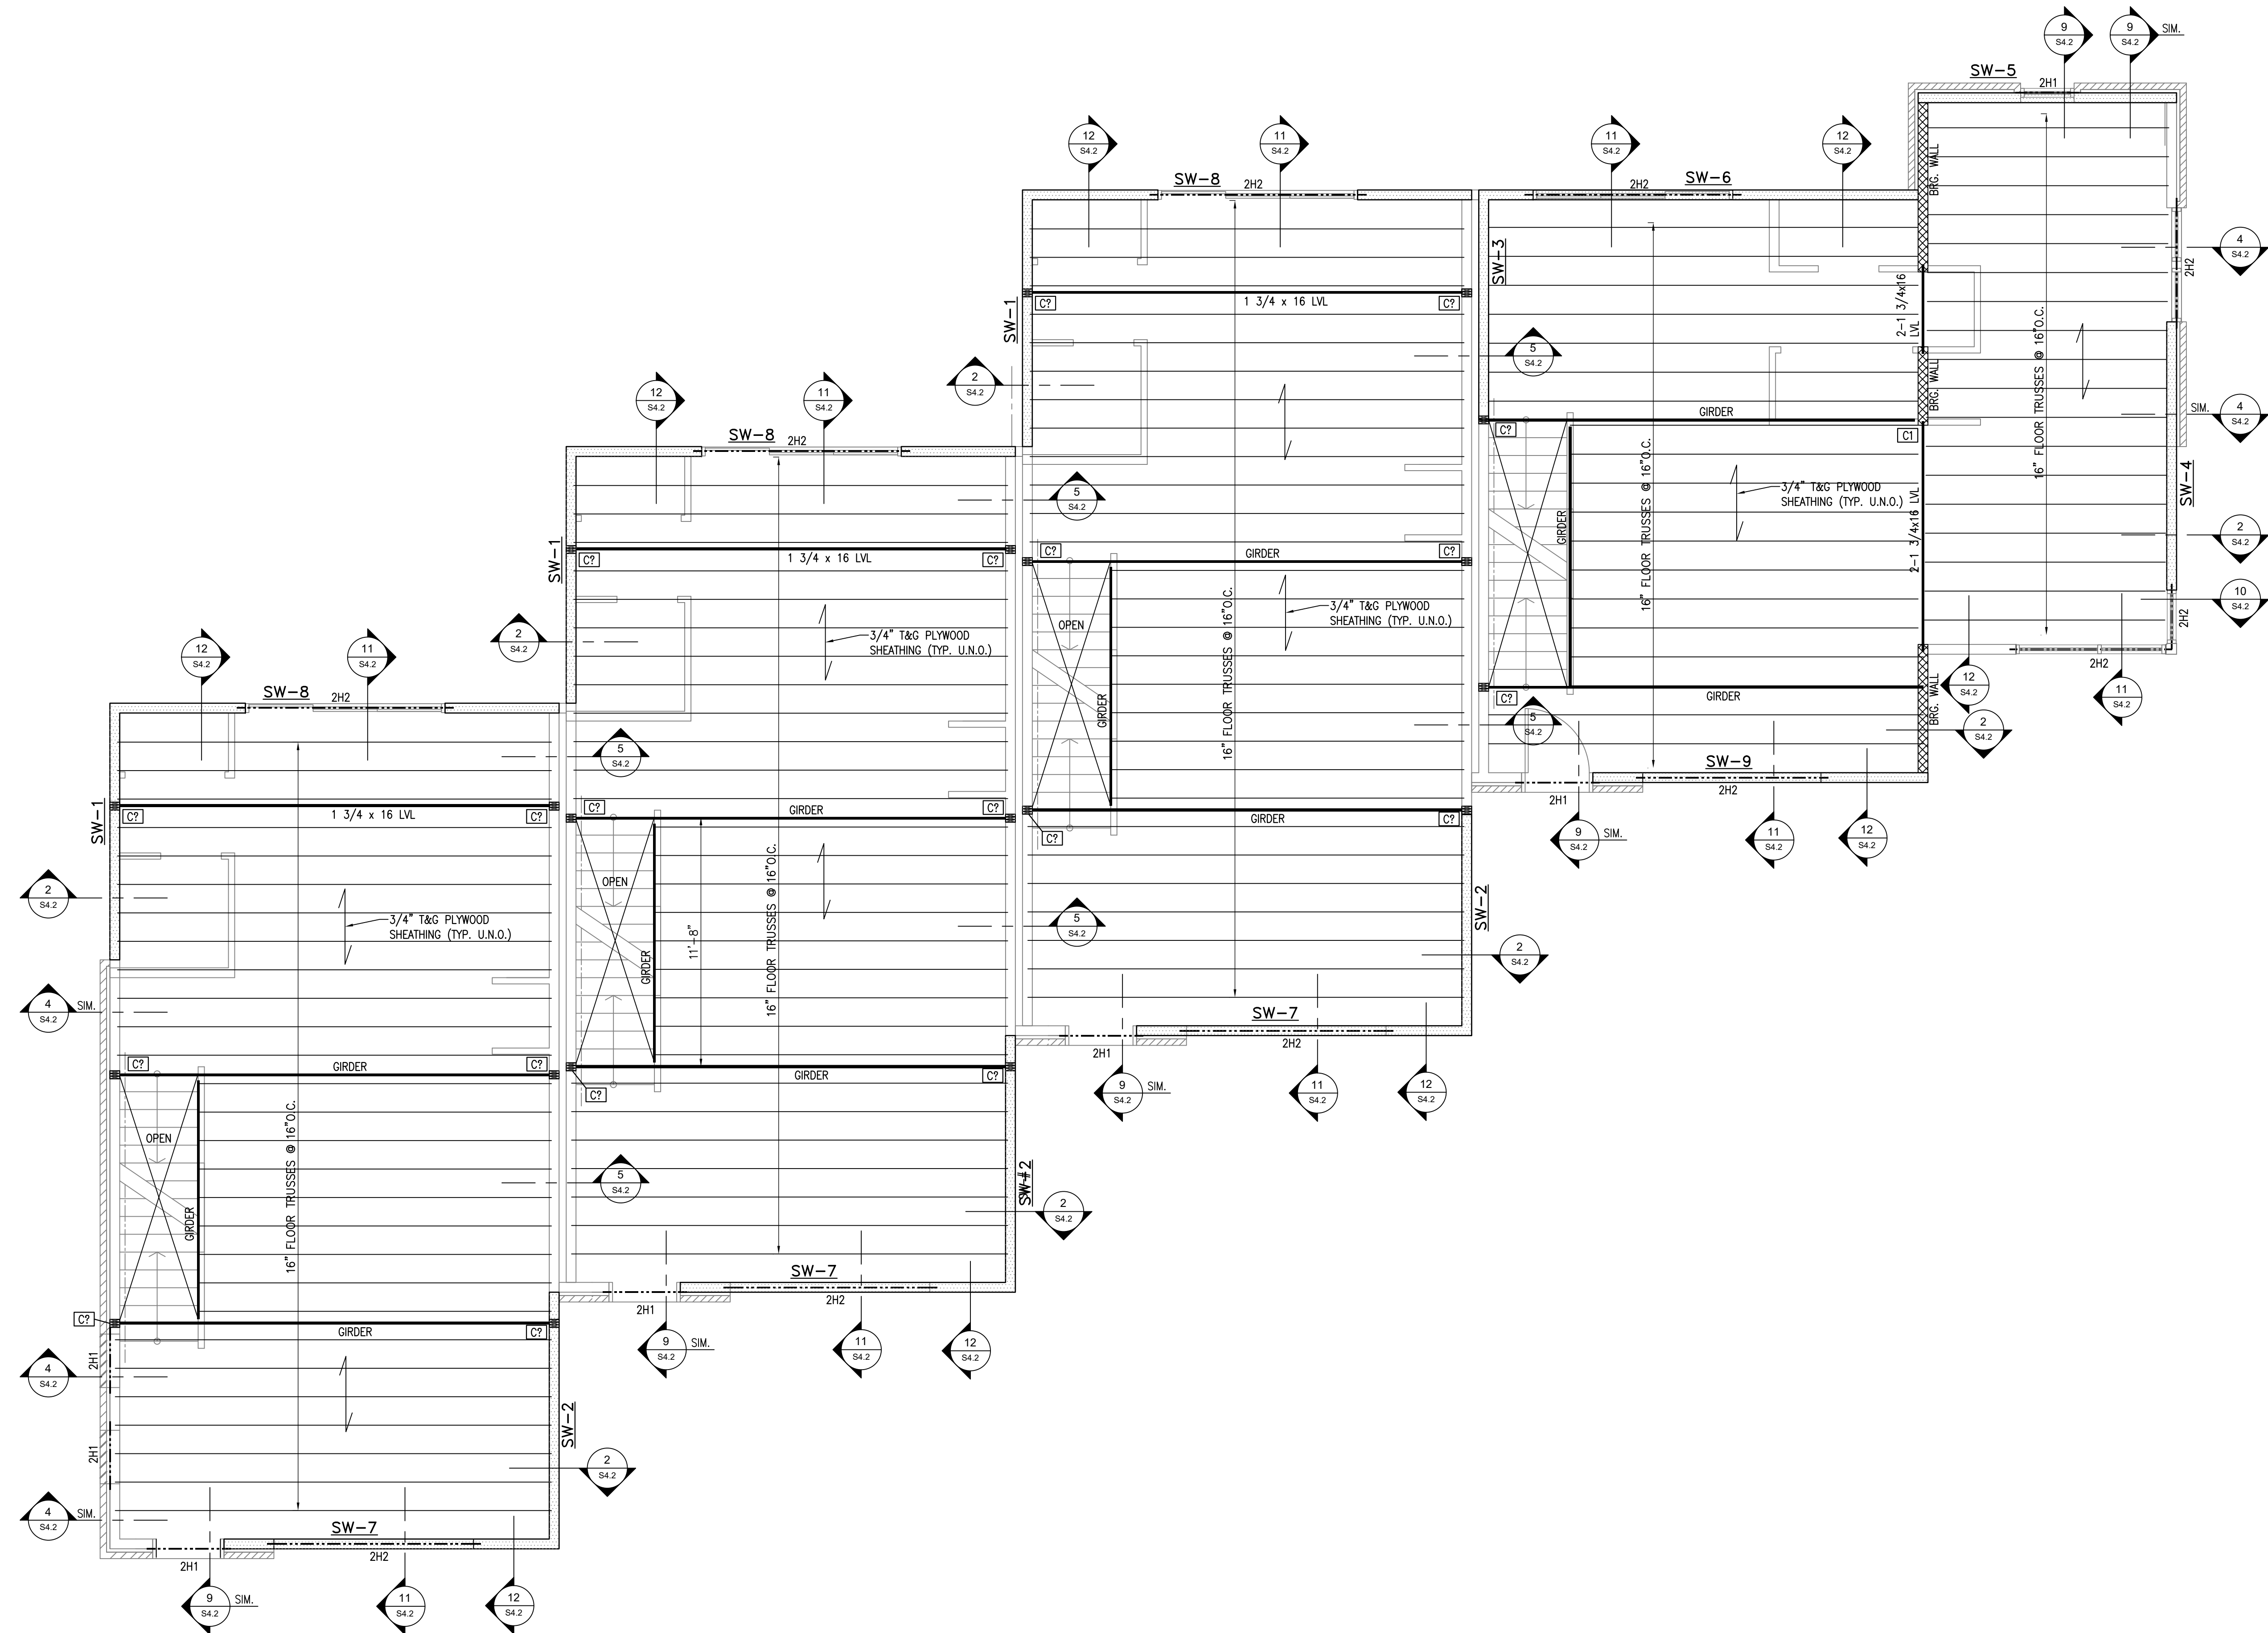 9
S4.2
9
S4.2
SIM.
SW-5
2H1
12
S4.2
11
S4.2
11
S4.2
12
S4.2
BRG. WALL
SW-8
2H2
2H2
SW-6
SW-3
4
S4.2
2H2
SW-1
C?
1 3/4 x 16 LVL
C?
2-1 3/4x16
LVL
5
S4.2
2
S4.2
BRG. WALL
16" FLOOR TRUSSES @ 16"O.C.
12
S4.2
11
S4.2
GIRDER
C?
C1
SIM.
4
S4.2
SW-8
2H2
5
S4.2
16" FLOOR TRUSSES @ 16"O.C.
3/4" T&G PLYWOOD
SHEATHING (TYP. U.N.O.)
GIRDER
2-1 3/4x16 LVL
SW-4
2
S4.2
SW-1
C?
1 3/4 x 16 LVL
C?
C?
GIRDER
C?
10
S4.2
2H2
OPEN
3/4" T&G PLYWOOD
SHEATHING (TYP. U.N.O.)
16" FLOOR TRUSSES @ 16"O.C.
GIRDER
2
S4.2
3/4" T&G PLYWOOD
SHEATHING (TYP. U.N.O.)
12
S4.2
11
S4.2
2H2
12
S4.2
11
S4.2
C?
GIRDER
BRG. WALL
SW-8
2H2
5
S4.2
5
S4.2
2
S4.2
SW-9
2H1
2H2
SW-1
C?
1 3/4 x 16 LVL
C?
C?
GIRDER
C?
GIRDER
C?
C?
9
S4.2
SIM.
11
S4.2
12
S4.2
OPEN
16" FLOOR TRUSSES @ 16"O.C.
11'-8"
GIRDER
2
S4.2
3/4" T&G PLYWOOD
SHEATHING (TYP. U.N.O.)
5
S4.2
SW-2
2
S4.2
4
S4.2
SIM.
SW-7
2H1
2H2
C?
GIRDER
C?
GIRDER
C?
C?
9
S4.2
SIM.
11
S4.2
12
S4.2
OPEN
16" FLOOR TRUSSES @ 16"O.C.
GIRDER
5
S4.2
2
S4.2
SW-7
2H1
2H2
C?
GIRDER
C?
2H1
4
S4.2
9
S4.2
SIM.
11
S4.2
12
S4.2
2H1
SW-2
2
S4.2
4
S4.2
SIM.
SW-7
2H1
2H2
9
S4.2
SIM.
11
S4.2
12
S4.2